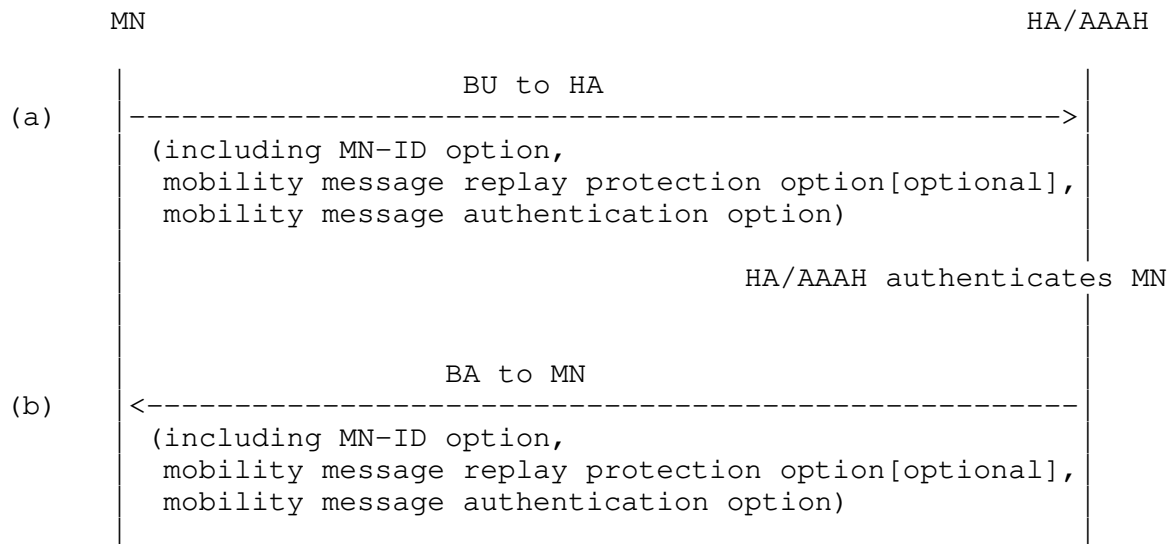 MN HA/AAAH
BU to HA
(a) |----------------------------------------------------->|
(including MN-ID option,
mobility message replay protection option[optional],
mobility message authentication option)
HA/AAAH authenticates MN
BA to MN
(b) |<-----------------------------------------------------|
(including MN-ID option,
mobility message replay protection option[optional],
mobility message authentication option)